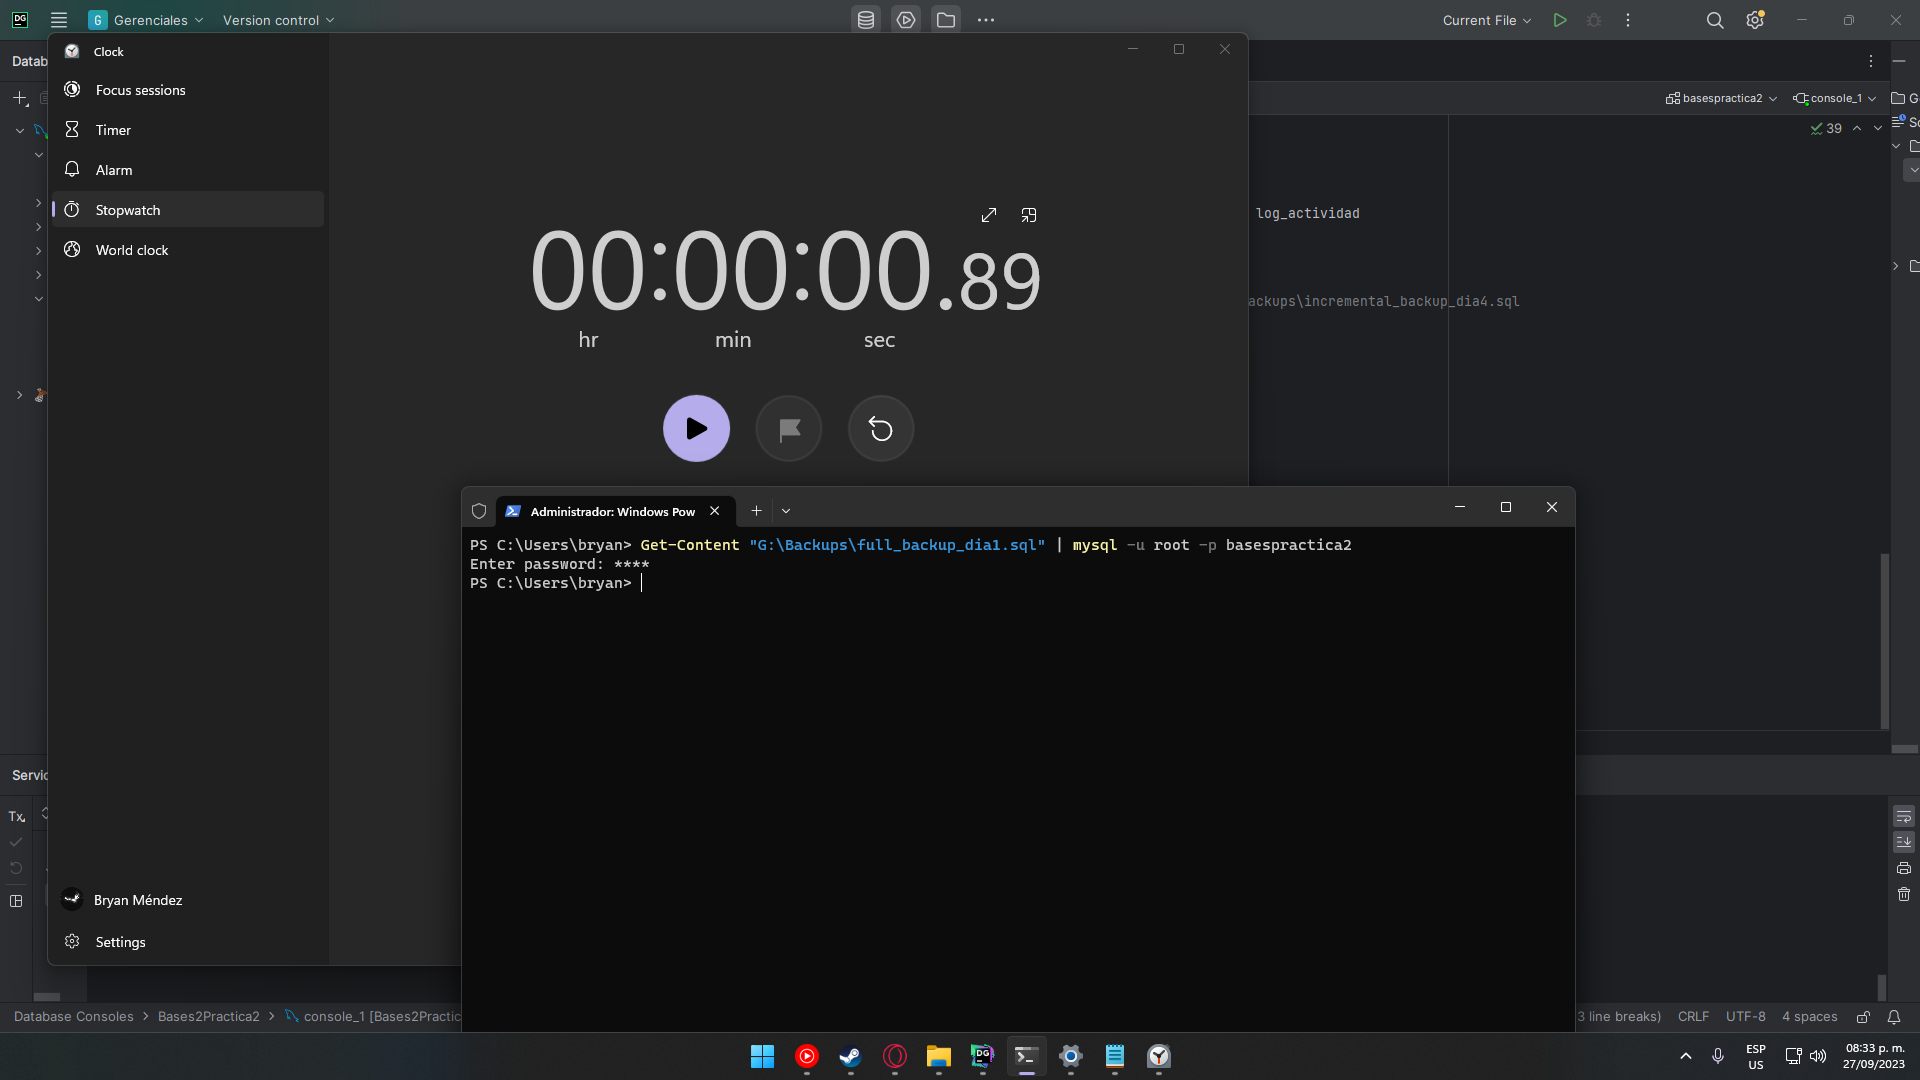 DG
G Gerenciales
Version control
Current File
Datab
Clock
Focus sessions
Timer
Alarm
Stopwatch
World clock
00:00:00.89
hr min sec
Bryan Méndez
Settings
basespractica2
console_1
39
log_actividad
ackups\incremental_backup_dia4.sql
Administrador: Windows Pow
PS C:\Users\bryan> Get-Content "G:\Backups\full_backup_dia1.sql" | mysql -u root -p basespractica2
Enter password: ****
PS C:\Users\bryan>
Servic
Tx
Database Consoles > Bases2Practica2 > console_1 [Bases2Practic
3 line breaks) CRLF UTF-8 4 spaces
DG
ESP
US
08:33 p. m.
27/09/2023